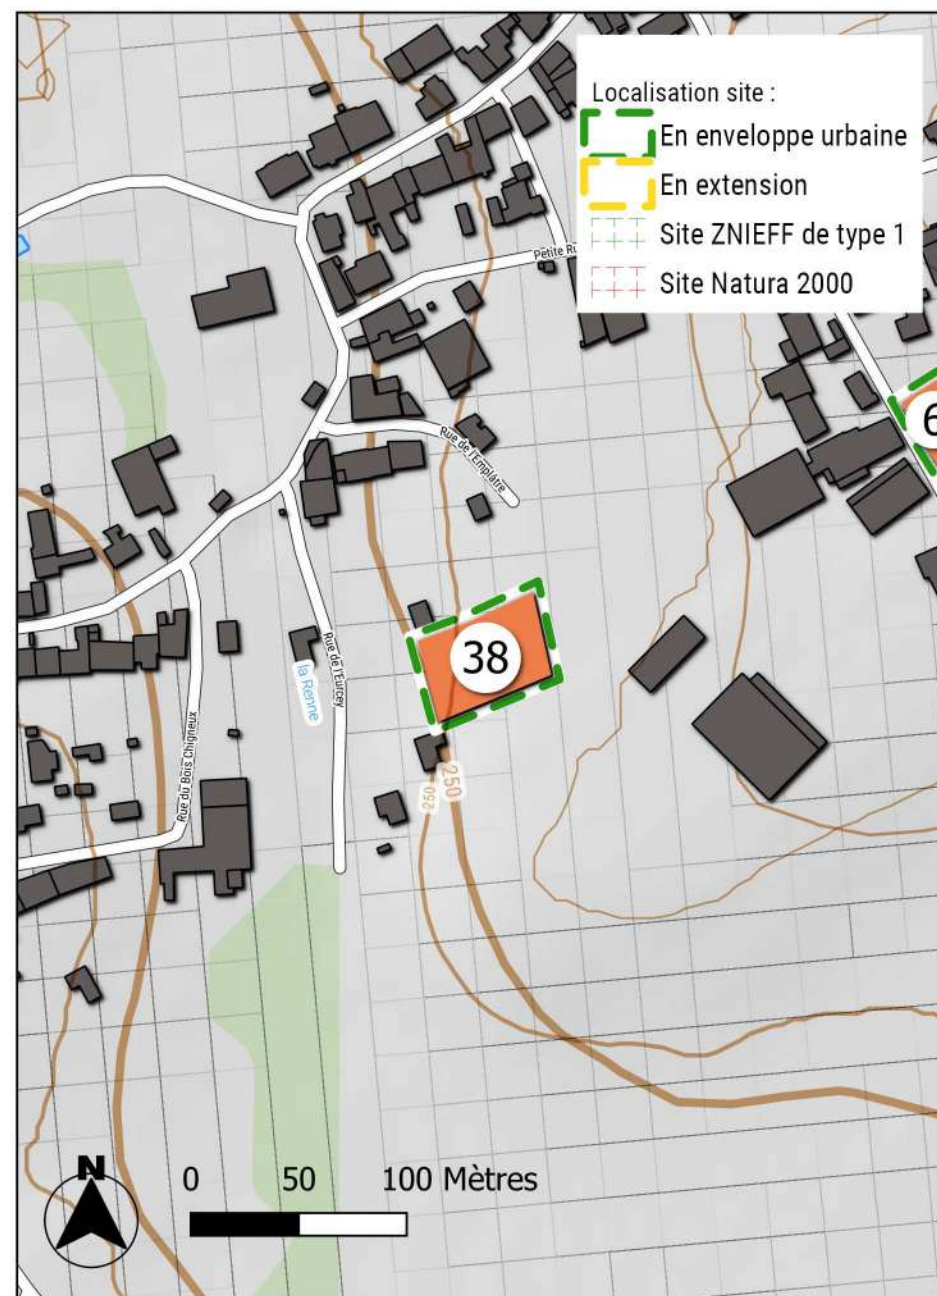 Localisation site :
En enveloppe urbaine
En extension
Site ZNIEFF de type 1
Site Natura 2000
Petite
6
Rue de l'Emplâtre
38
Rue de l'Eurcey
la Renne
Rue du Bois Chigneux
250
250
N
0 50 100 Mètres